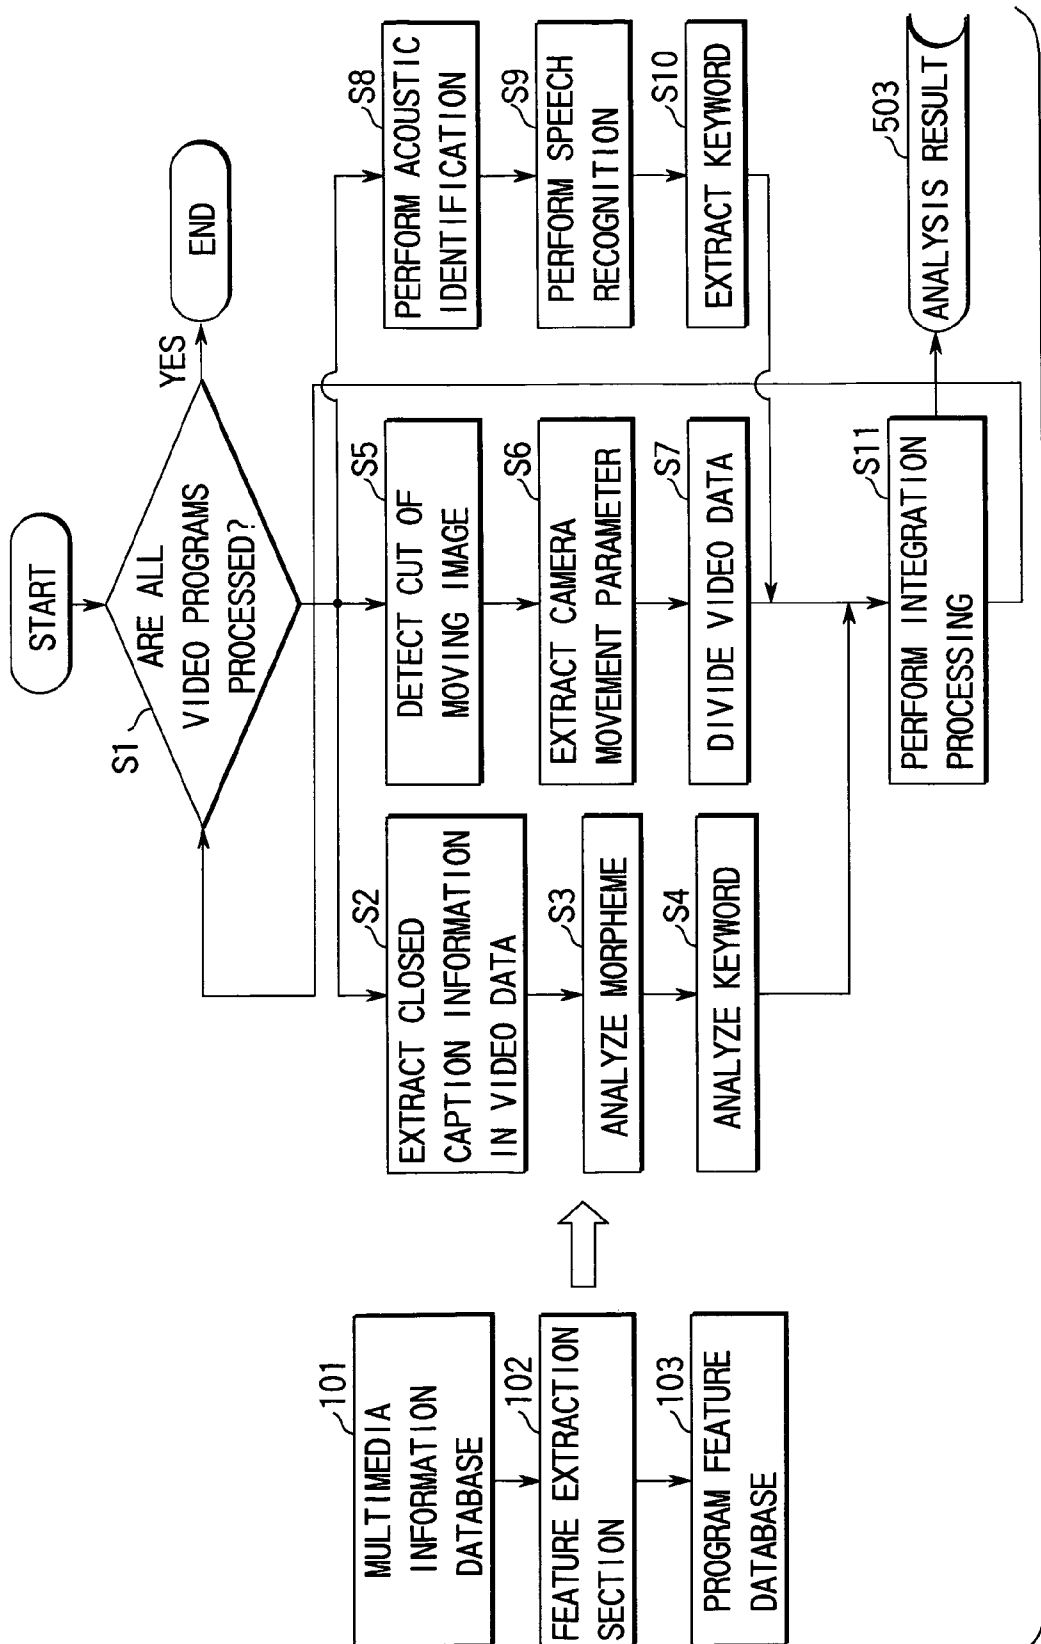 101
MULTIMEDIA
INFORMATION
DATABASE
102
FEATURE EXTRACTION
SECTION
103
PROGRAM FEATURE
DATABASE
START
S1
ARE ALL
VIDEO PROGRAMS
PROCESSED?
YES
END
S2
EXTRACT CLOSED
CAPTION INFORMATION
IN VIDEO DATA
S3
ANALYZE MORPHEME
S4
ANALYZE KEYWORD
S5
DETECT CUT OF
MOVING IMAGE
S6
EXTRACT CAMERA
MOVEMENT PARAMETER
S7
DIVIDE VIDEO DATA
S8
PERFORM ACOUSTIC
IDENTIFICATION
S9
PERFORM SPEECH
RECOGNITION
S10
EXTRACT KEYWORD
S11
PERFORM INTEGRATION
PROCESSING
503
ANALYSIS RESULT